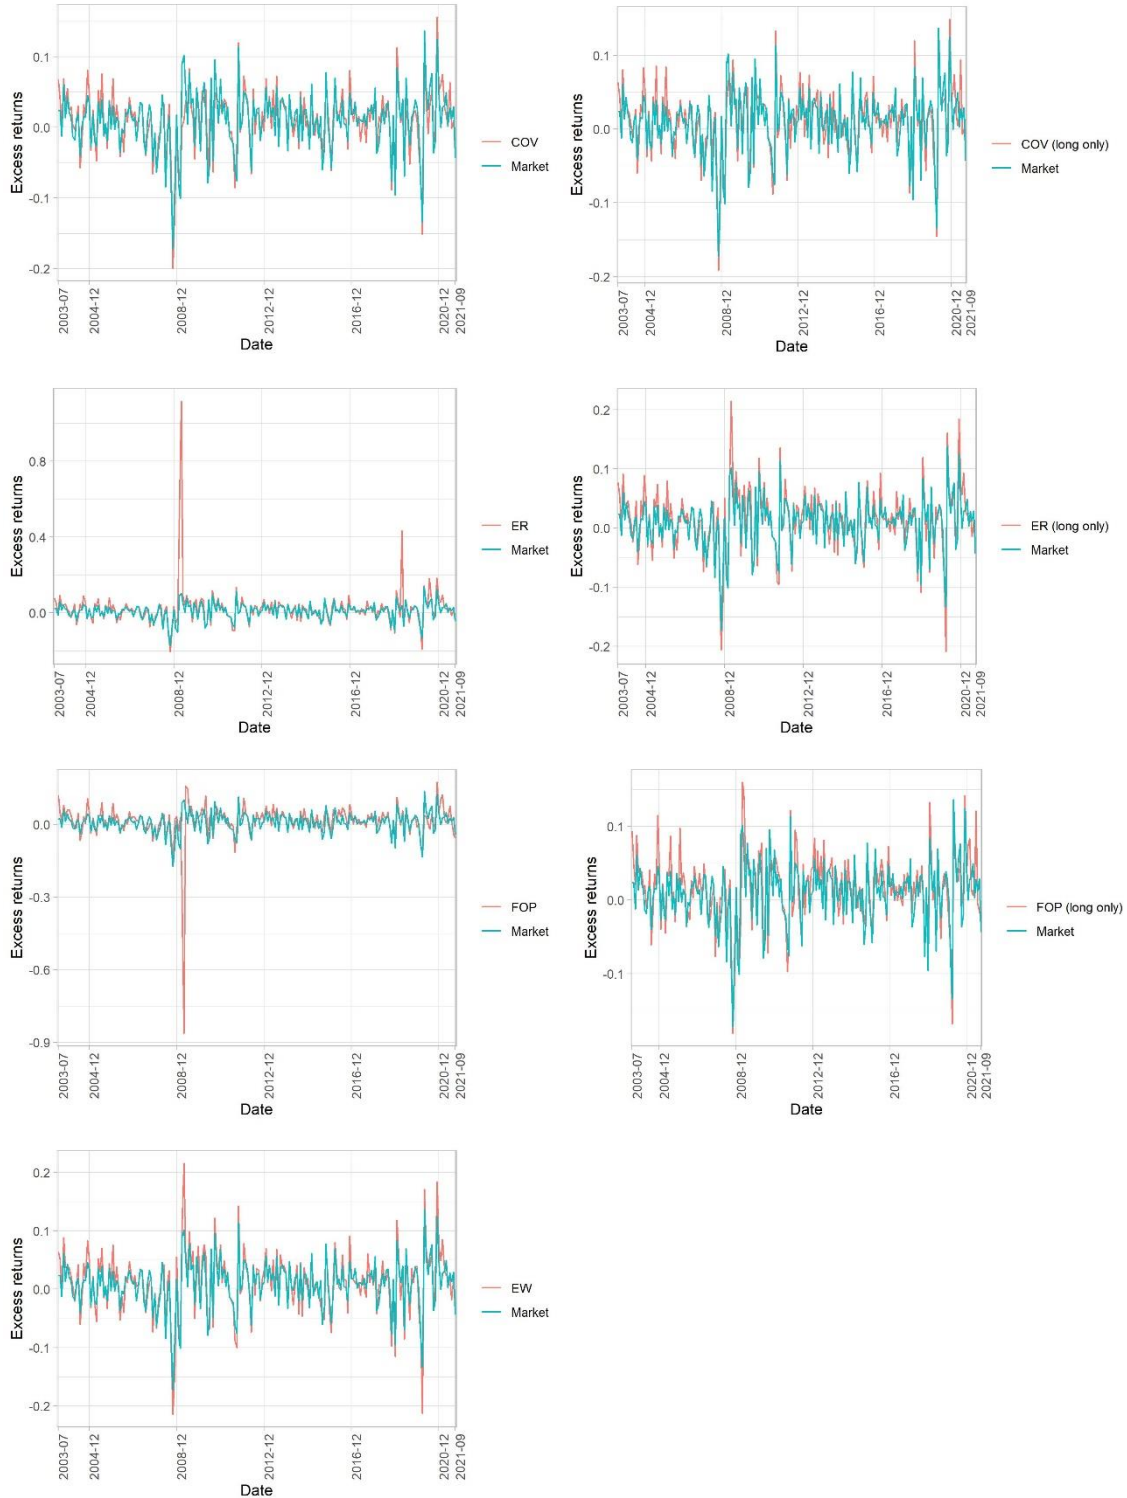 0.1
0.0
-0.1
-0.2
Excess returns
2003-07
2004-12
2008-12
2012-12
2016-12
2020-12
2021-09
Date
COV
Market
0.1
0.0
-0.1
-0.2
Excess returns
2003-07
2004-12
2008-12
2012-12
2016-12
2020-12
2021-09
Date
COV (long only)
Market
0.8
0.4
0.0
Excess returns
2003-07
2004-12
2008-12
2012-12
2016-12
2020-12
2021-09
Date
ER
Market
0.2
0.1
0.0
-0.1
-0.2
Excess returns
2003-07
2004-12
2008-12
2012-12
2016-12
2020-12
2021-09
Date
ER (long only)
Market
0.0
-0.3
-0.6
-0.9
Excess returns
2003-07
2004-12
2008-12
2012-12
2016-12
2020-12
2021-09
Date
FOP
Market
0.1
0.0
-0.1
Excess returns
2003-07
2004-12
2008-12
2012-12
2016-12
2020-12
2021-09
Date
FOP (long only)
Market
0.2
0.1
0.0
-0.1
-0.2
Excess returns
2003-07
2004-12
2008-12
2012-12
2016-12
2020-12
2021-09
Date
EW
Market